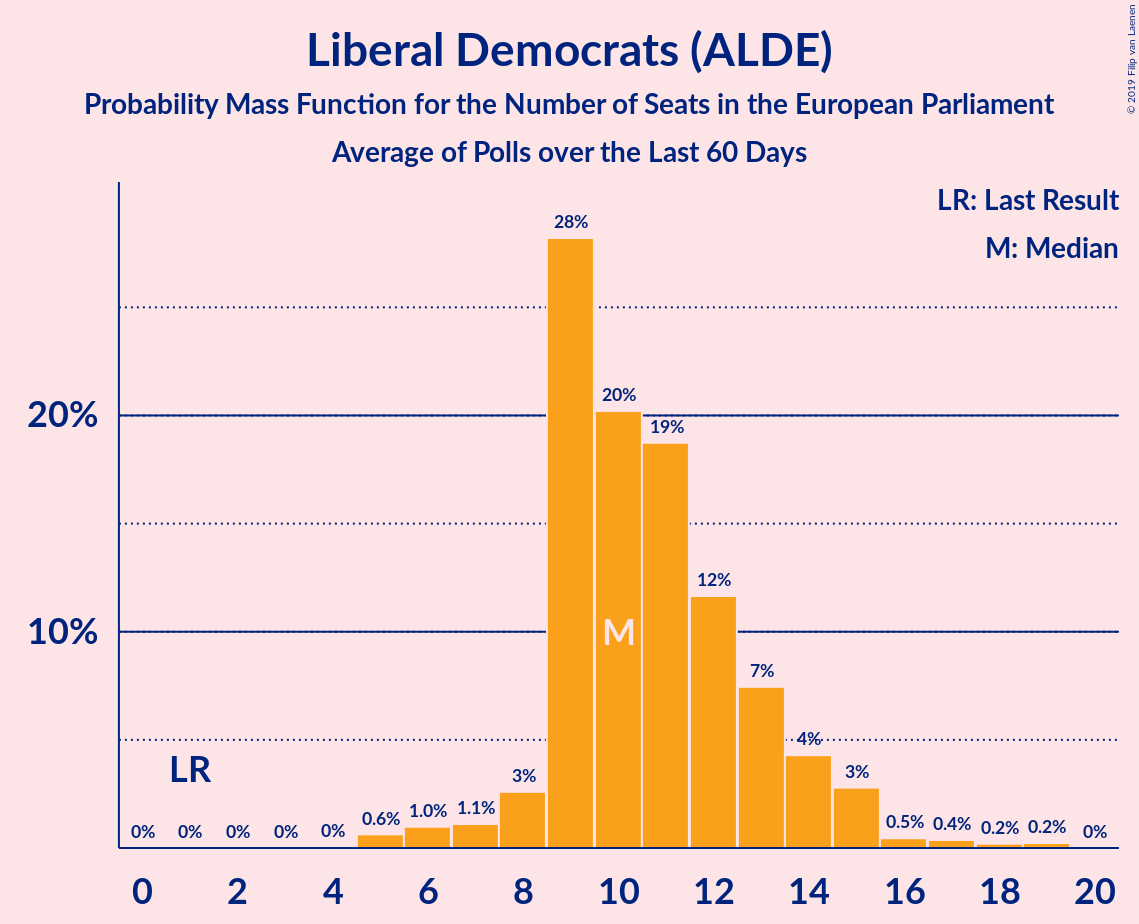 © 2019 Filip van Laenen
Liberal Democrats (ALDE)
Probability Mass Function for the Number of Seats in the European Parliament
Average of Polls over the Last 60 Days
LR: Last Result
M: Median
28%
20%
20%
19%
12%
10%
M
7%
4%
LR
3%
3%
0%
0%
0%
0%
0%
0.6%
1.0%
1.1%
0.5%
0.4%
0.2%
0.2%
0%
0 2 4 6 8 10 12 14 16 18 20